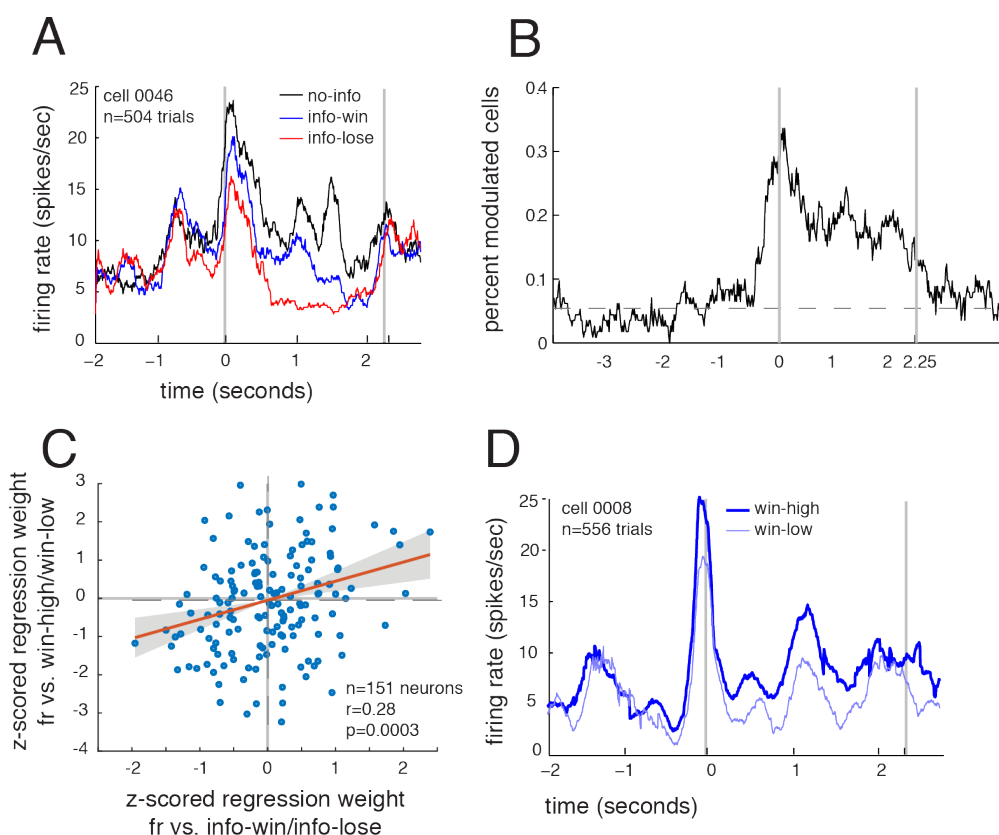 A
cell 0046
n=504 trials
no-info
info-win
info-lose
25
20
15
10
5
0
firing rate (spikes/sec)
−2
−1
0
1
2
time (seconds)
B
0.4
0.3
0.2
0.1
0
percent modulated cells
-3
-2
-1
0
1
2
2.25
C
3
2
1
0
-1
-2
-3
-4
z-scored regression weight
fr vs. win-high/win-low
n=151 neurons
r=0.28
p=0.0003
-2
-1
0
1
2
z-scored regression weight
fr vs. info-win/info-lose
D
cell 0008
n=556 trials
win-high
win-low
25
20
15
10
5
0
firing rate (spikes/sec)
−2
−1
0
1
2
time (seconds)